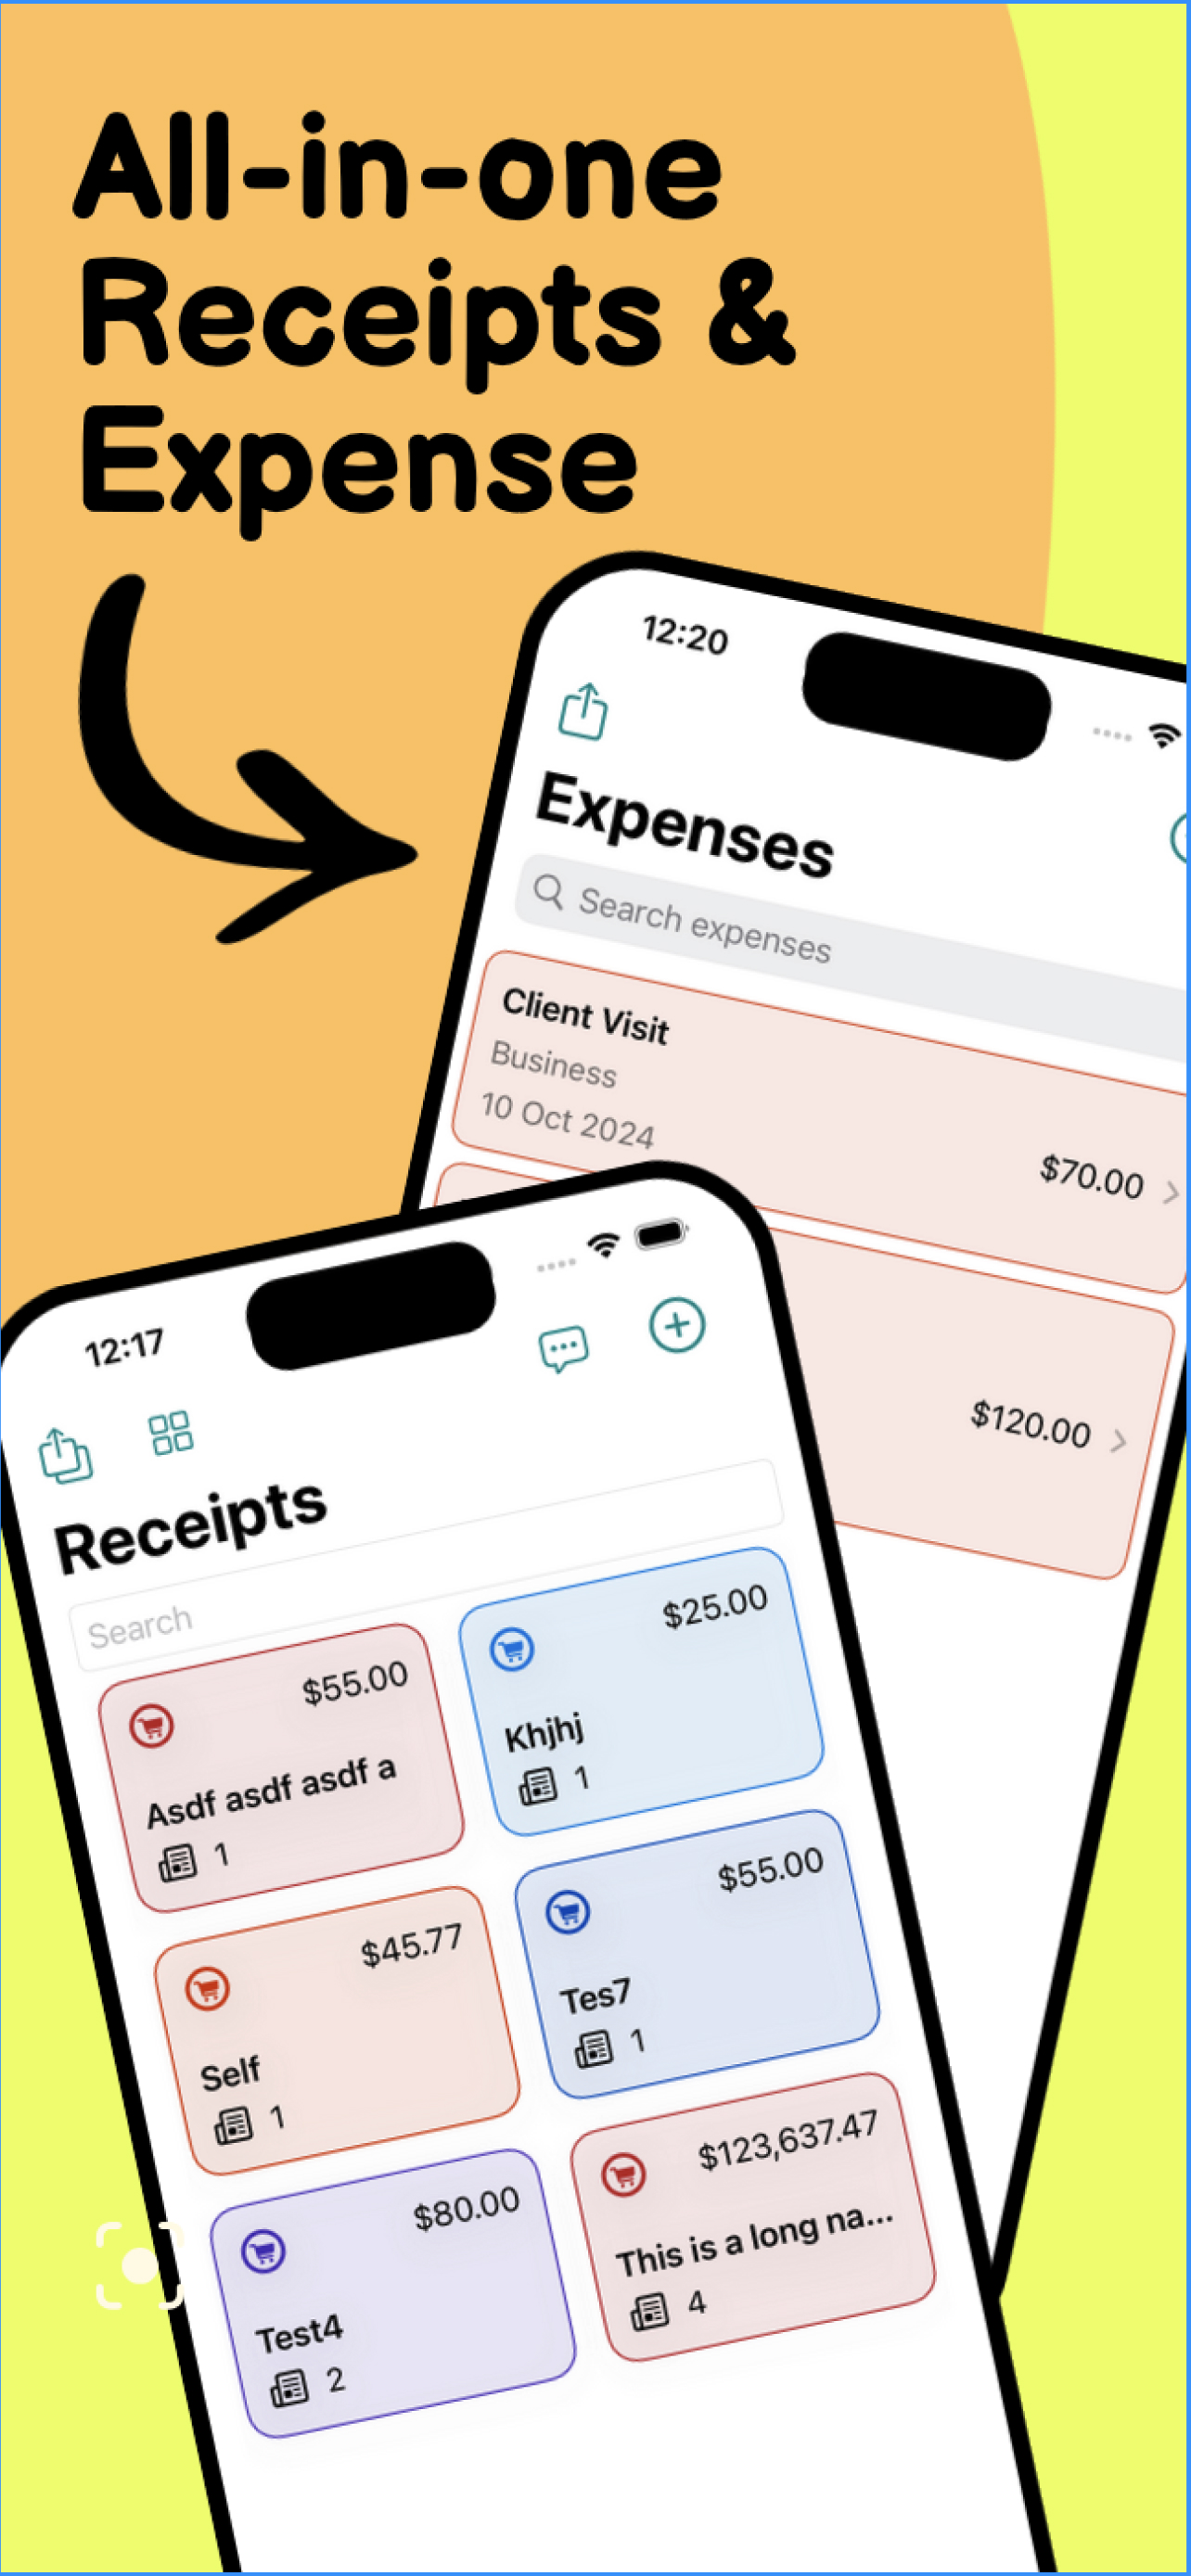 All-in-one
Receipts &
Expense
12:20
Expenses
Search expenses
Client Visit
Business
10 Oct 2024
$70.00
$120.00
12:17
Receipts
Search
$55.00
Asdf asdf asdf a
1
$25.00
Khjhj
1
$45.77
Self
1
$55.00
Tes7
1
$80.00
Test4
2
$123,637.47
This is a long na...
4